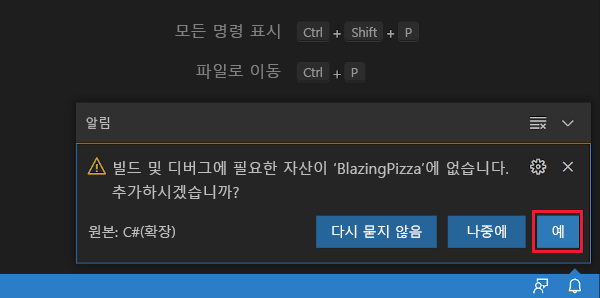 모든 명령 표시 Ctrl + Shift + P
파일로 이동 Ctrl + P
알림
빌드 및 디버그에 필요한 자산이 ‘BlazingPizza’에 없습니다.
추가하시겠습니까?
원본: C#(확장) 다시 묻지 않음 나중에 예